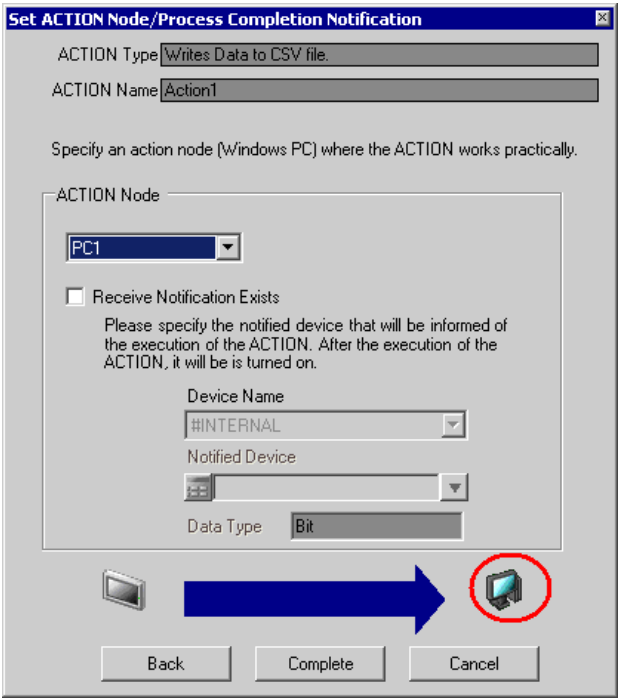 Set ACTION Node/Process Completion Notification
ACTION Type Writes Data to CSV file.
ACTION Name Action1
Specify an action node (Windows PC) where the ACTION works practically.
ACTION Node
PC1
Receive Notification Exists
Please specify the notified device that will be informed of
the execution of the ACTION. After the execution of the
ACTION, it will be is turned on.
Device Name
#INTERNAL
Notified Device
Data Type Bit
Back Complete Cancel